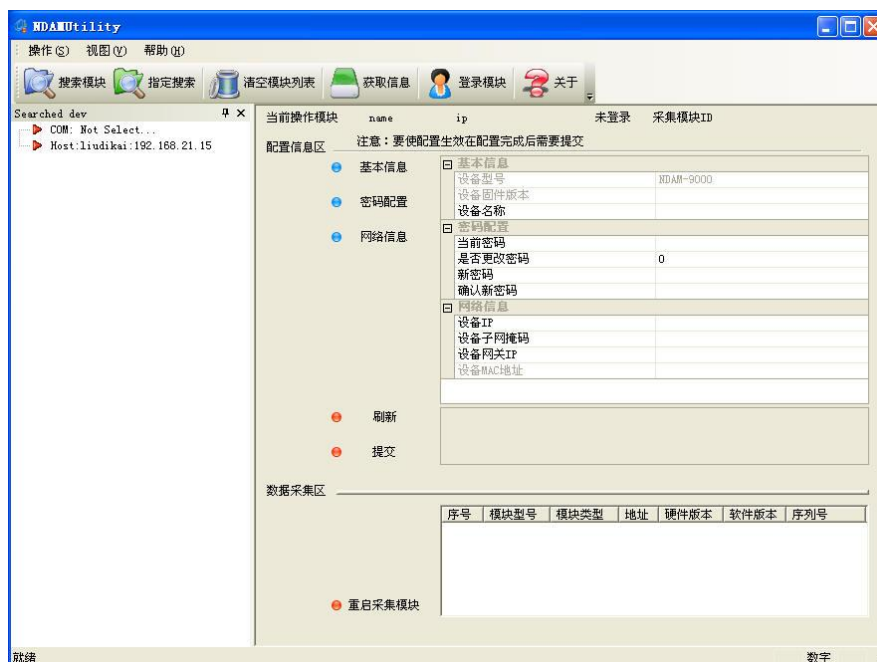 NDAMUtility
操作(S) 视图(V) 帮助(H)
搜索模块 指定搜索 清空模块列表 获取信息 登录模块 关于
Searched dev
COM: Not Select...
Host:liudikai:192.168.21.15
当前操作模块 name ip 未登录 采集模块ID
配置信息区 注意：要使配置生效在配置完成后需要提交
基本信息
密码配置
网络信息
基本信息
设备型号 NDAM-9000
设备固件版本
设备名称
密码配置
当前密码
是否更改密码 0
新密码
确认新密码
网络信息
设备IP
设备子网掩码
设备网关IP
设备MAC地址
刷新
提交
数据采集区
序号 模块型号 模块类型 地址 硬件版本 软件版本 序列号
重启采集模块
就绪 数字